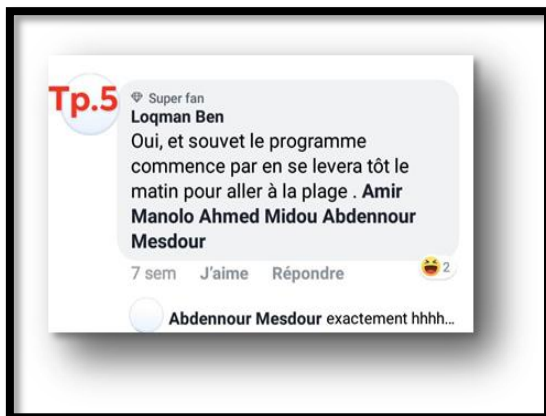 Tp.5
Super fan
Loqman Ben
Oui, et souvet le programme
commence par en se levera tôt le
matin pour aller à la plage . Amir
Manolo Ahmed Midou Abdennour
Mesdour
7 sem J'aime Répondre 2
Abdennour Mesdour exactement hhhh...